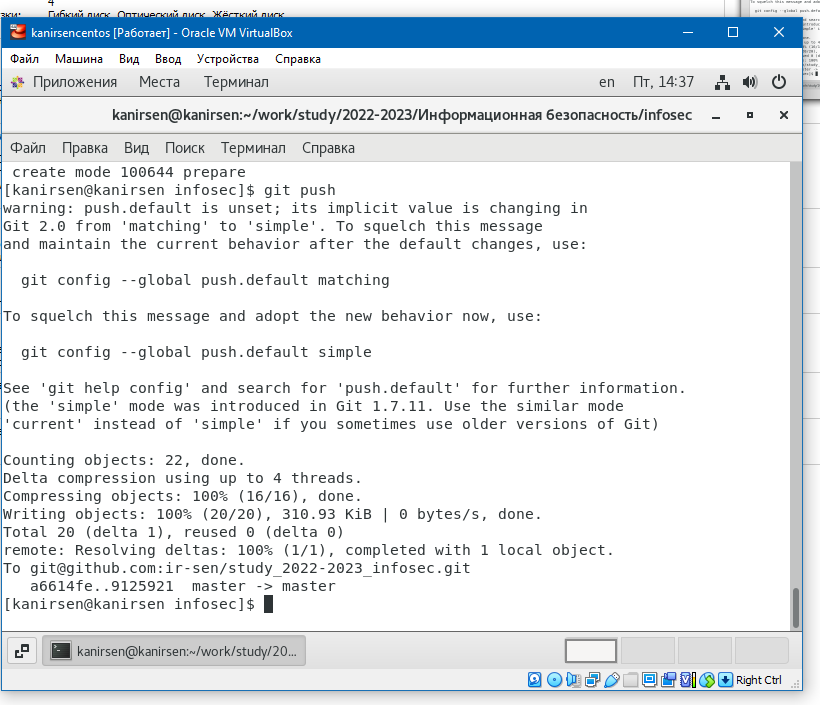 4
Гибкий диск, Оптический диск, Жёсткий диск
kanirsencentos [Работает] - Oracle VM VirtualBox
Файл Машина Вид Ввод Устройства Справка
Приложения Места Терминал en Пт, 14:37
kanirsen@kanirsen:~/work/study/2022-2023/Информационная безопасность/infosec
Файл Правка Вид Поиск Терминал Справка
create mode 100644 prepare
[kanirsen@kanirsen infosec]$ git push
warning: push.default is unset; its implicit value is changing in
Git 2.0 from 'matching' to 'simple'. To squelch this message
and maintain the current behavior after the default changes, use:
git config --global push.default matching
To squelch this message and adopt the new behavior now, use:
git config --global push.default simple
See 'git help config' and search for 'push.default' for further information.
(the 'simple' mode was introduced in Git 1.7.11. Use the similar mode
'current' instead of 'simple' if you sometimes use older versions of Git)
Counting objects: 22, done.
Delta compression using up to 4 threads.
Compressing objects: 100% (16/16), done.
Writing objects: 100% (20/20), 310.93 KiB | 0 bytes/s, done.
Total 20 (delta 1), reused 0 (delta 0)
remote: Resolving deltas: 100% (1/1), completed with 1 local object.
To git@github.com:ir-sen/study_2022-2023_infosec.git
a6614fe..9125921 master -> master
[kanirsen@kanirsen infosec]$
kanirsen@kanirsen:~/work/study/20...
Right Ctrl